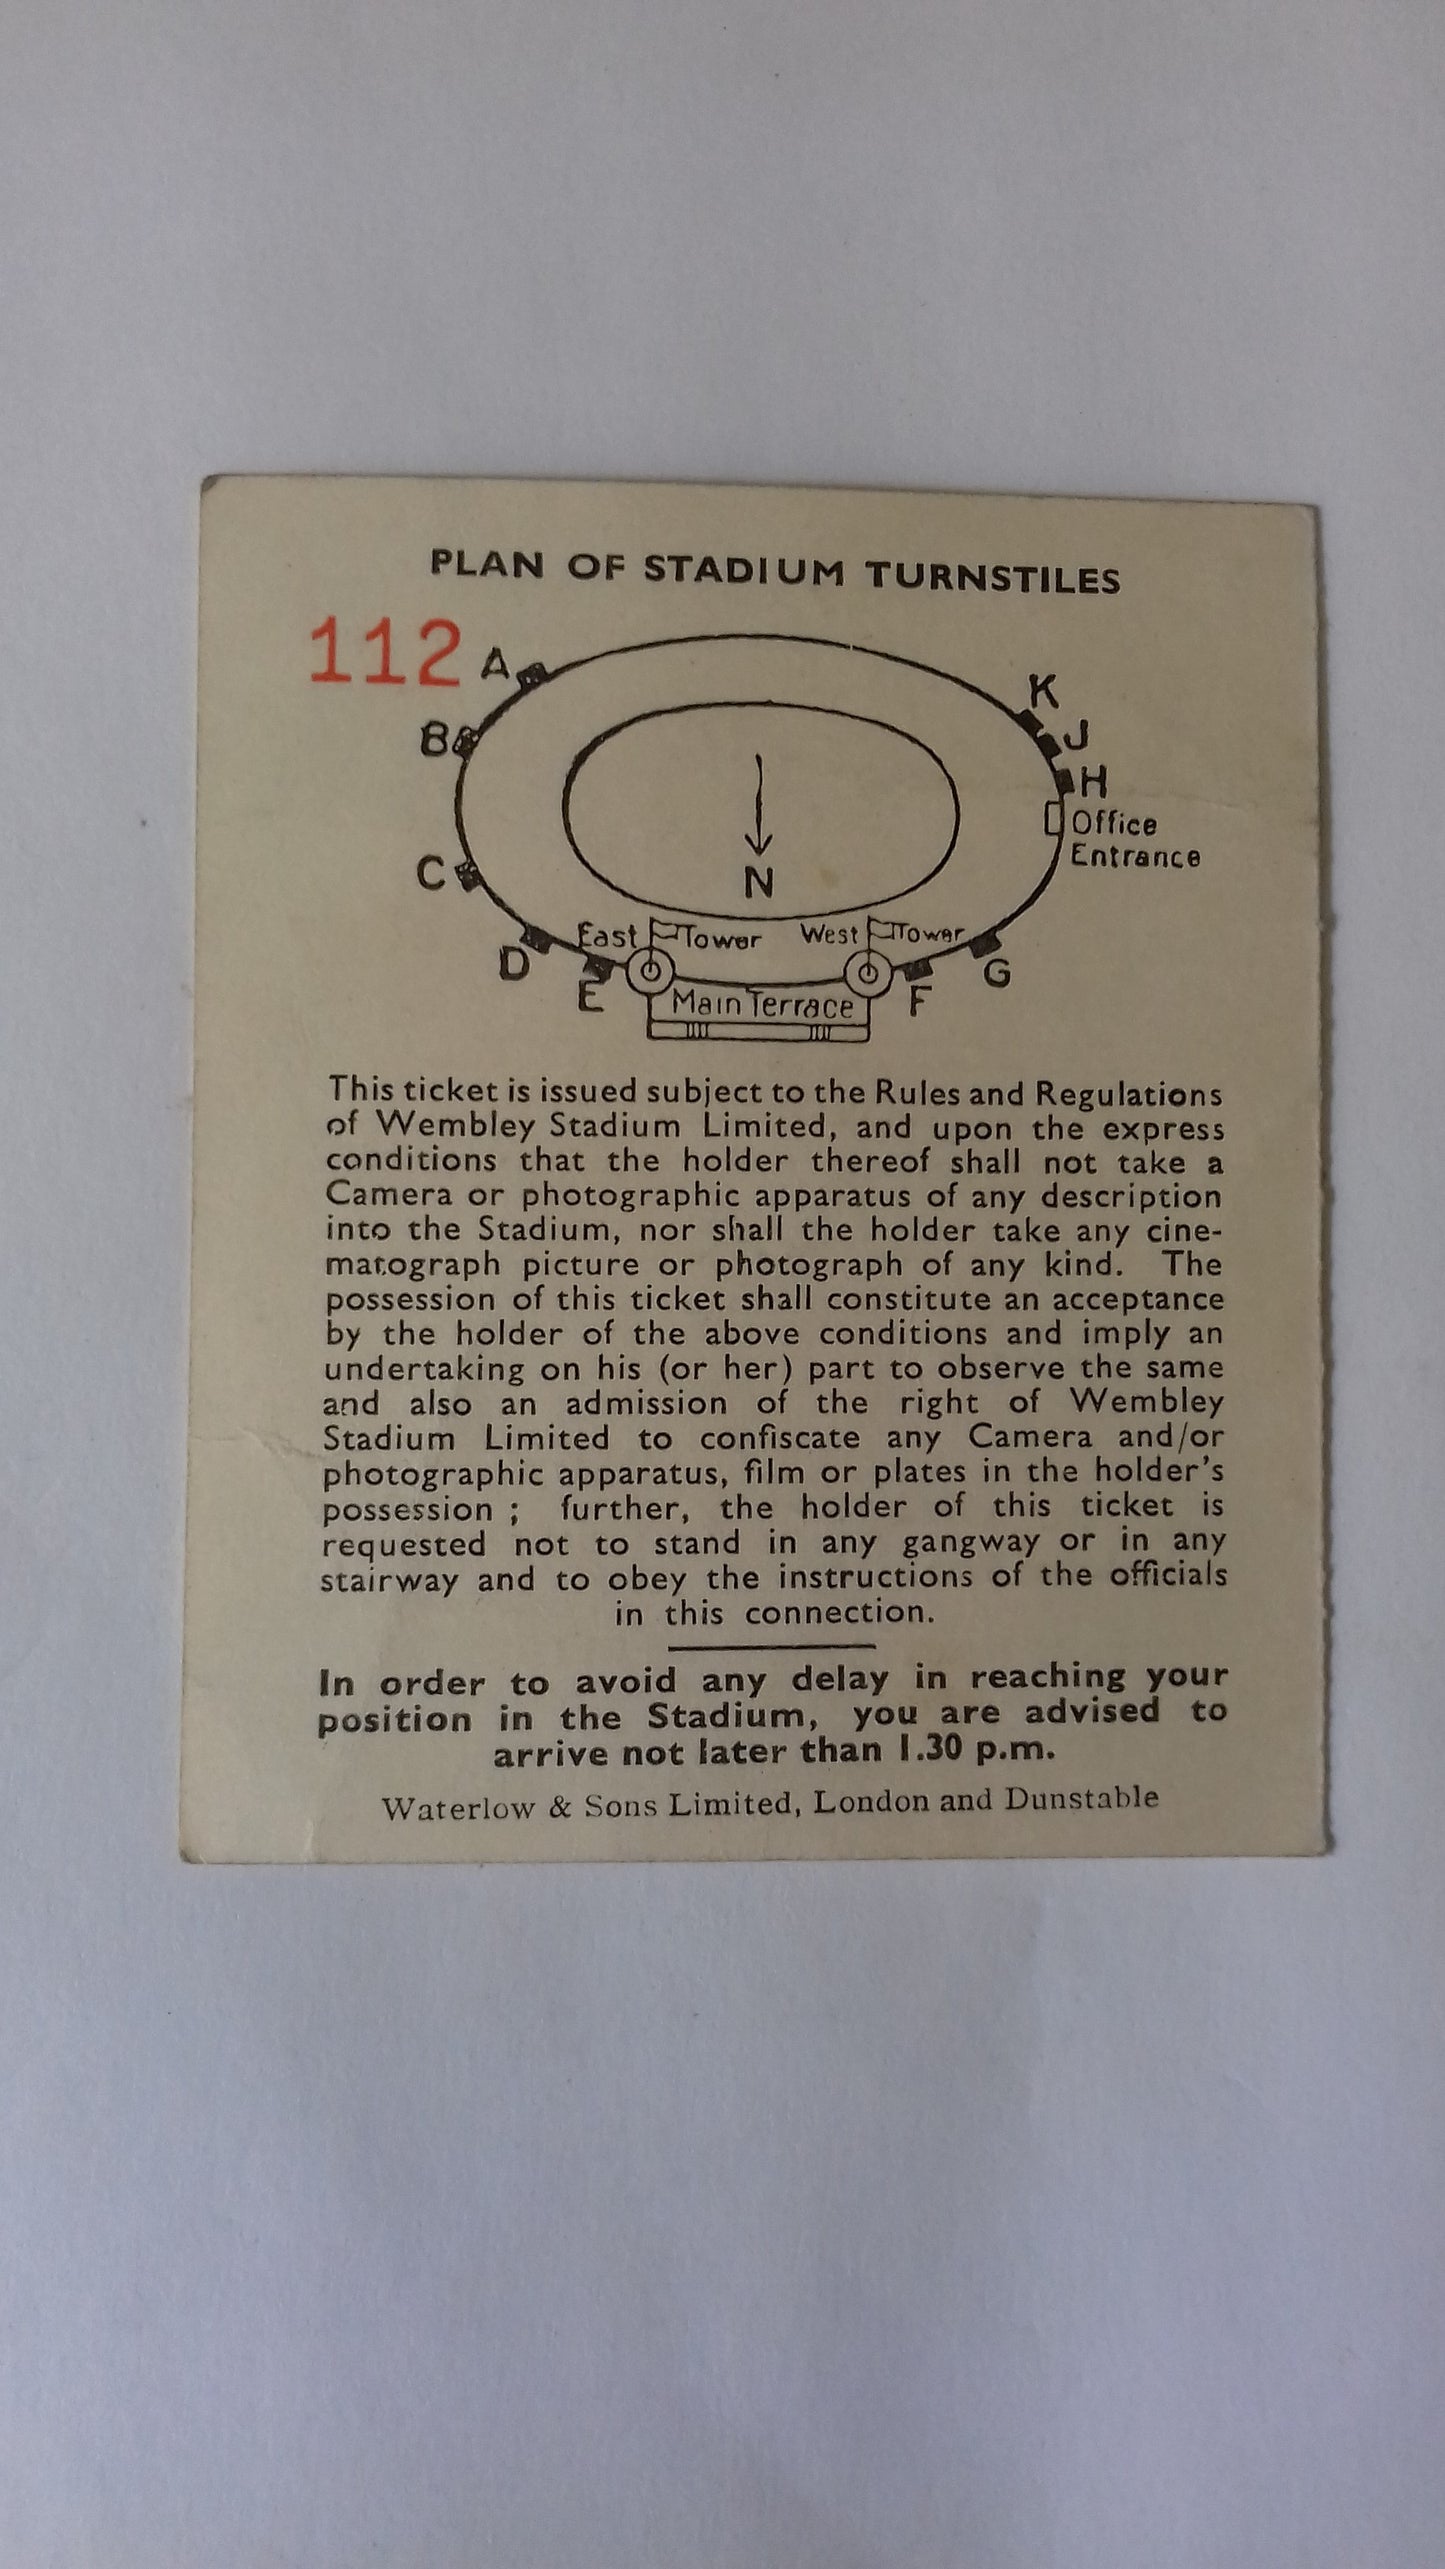 PLAN OF STADIUM TURNSTILES
112
A
K
B
J
H
Office
Entrance
C
N
East Tower West Tower
D
G
E
Main Terrace
F
This ticket is issued subject to the Rules and Regulations
of Wembley Stadium Limited, and upon the express
conditions that the holder thereof shall not take a
Camera or photographic apparatus of any description
into the Stadium, nor shall the holder take any cine-
matograph picture or photograph of any kind. The
possession of this ticket shall constitute an acceptance
by the holder of the above conditions and imply an
undertaking on his (or her) part to observe the same
and also an admission of the right of Wembley
Stadium Limited to confiscate any Camera and/or
photographic apparatus, film or plates in the holder's
possession ; further, the holder of this ticket is
requested not to stand in any gangway or in any
stairway and to obey the instructions of the officials
in this connection.
In order to avoid any delay in reaching your
position in the Stadium, you are advised to
arrive not later than 1.30 p.m.
Waterlow & Sons Limited, London and Dunstable